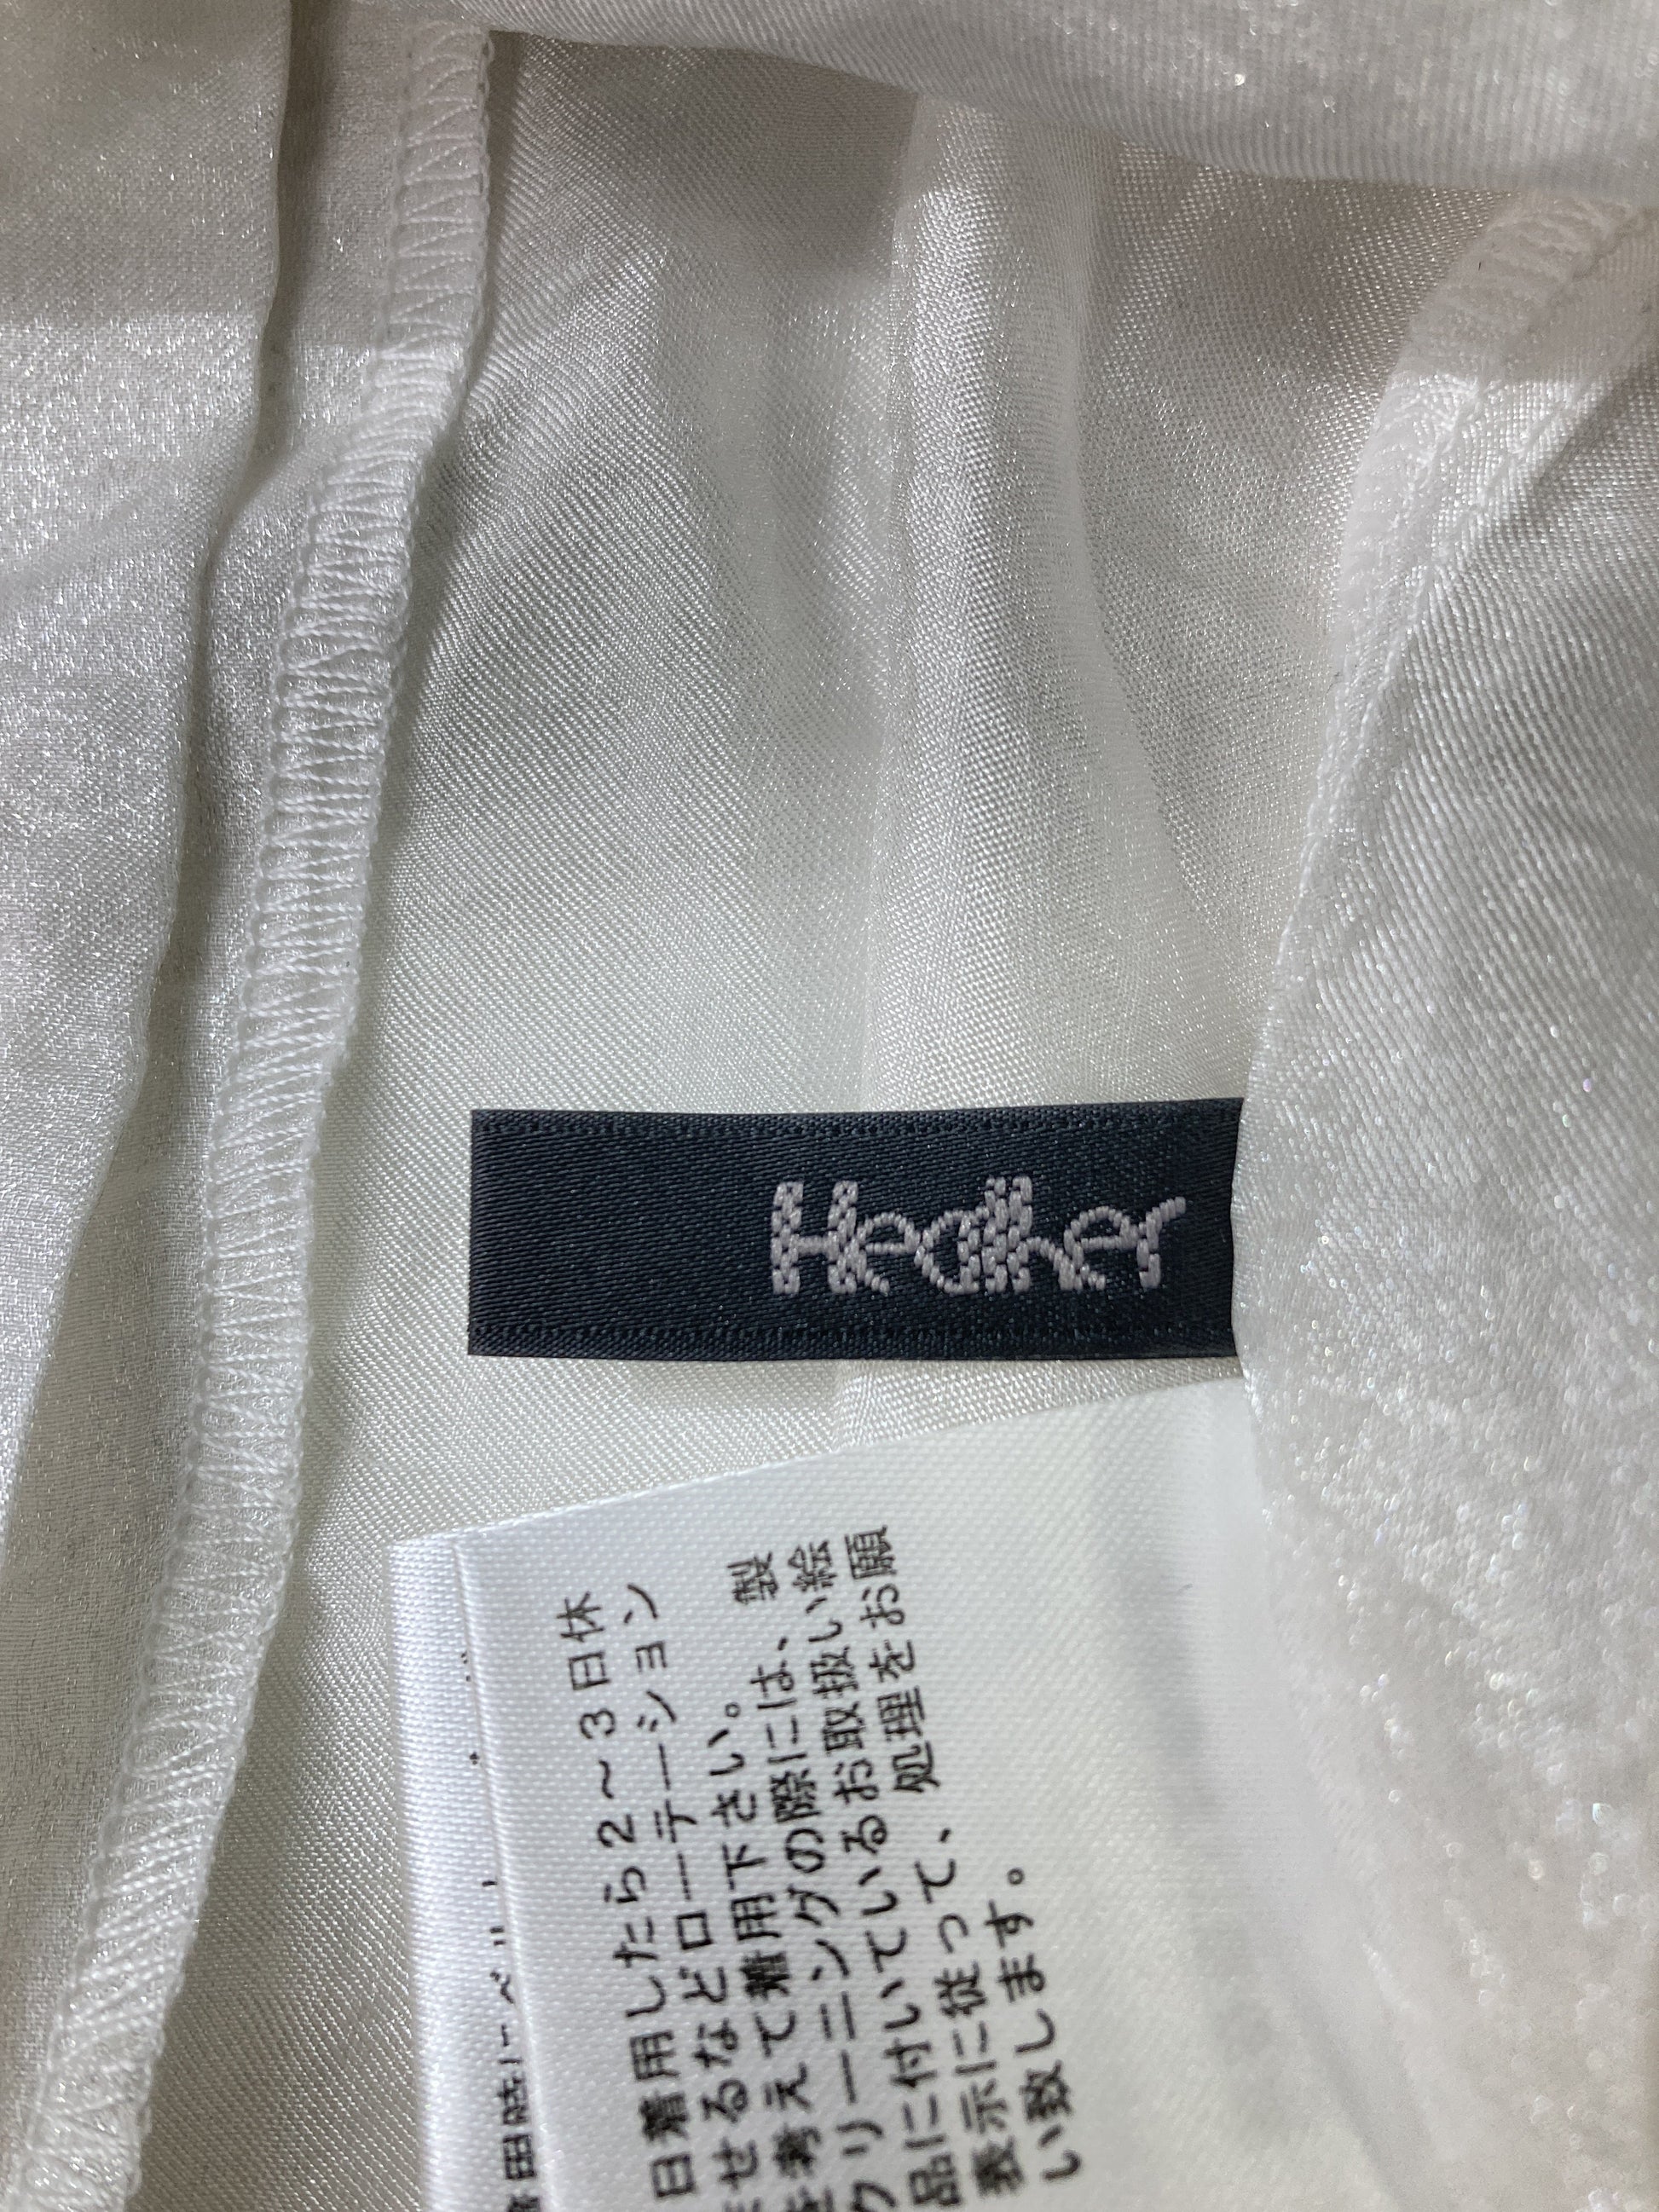 Heather
日着用したら2～3日休
ませるなどローテーション
を考えて着用下さい。
クリーニングの際には、製
品に付いているお取扱い絵
表示に従って、処理をお願
い致します。